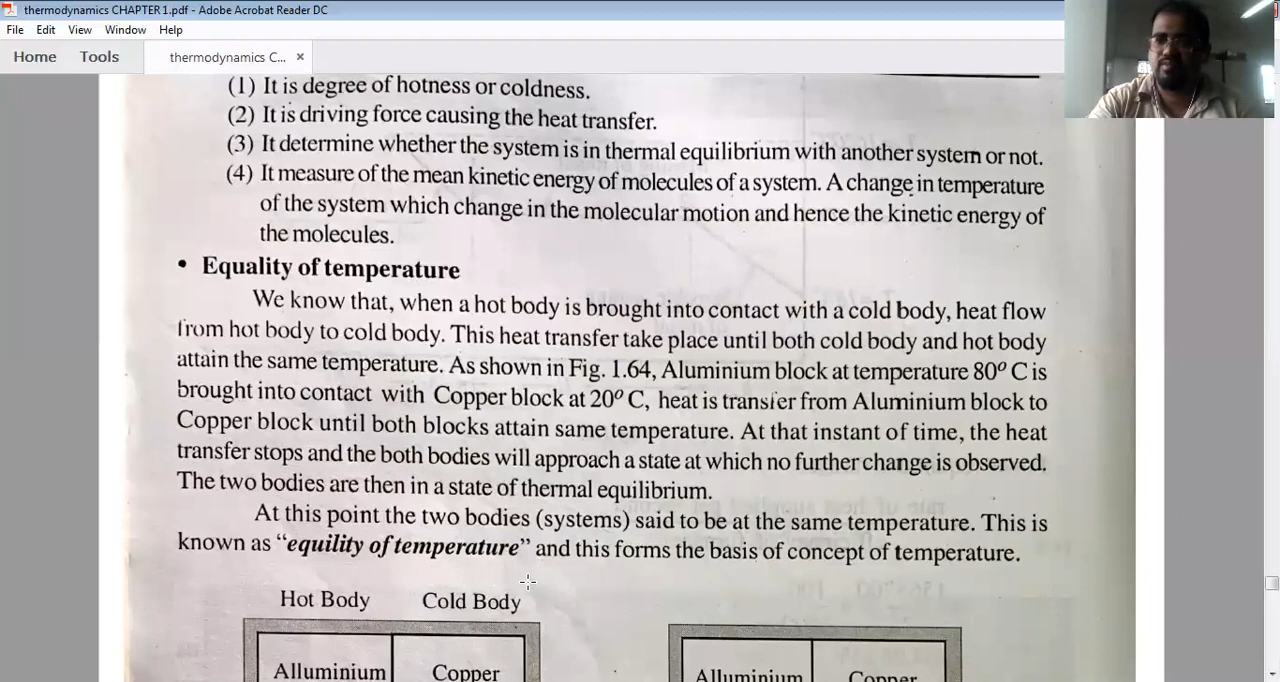 thermodynamics CHAPTER 1.pdf - Adobe Acrobat Reader DC
File Edit View Window Help
Home Tools thermodynamics C... ×
(1) It is degree of hotness or coldness.
(2) It is driving force causing the heat transfer.
(3) It determine whether the system is in thermal equilibrium with another system or not.
(4) It measure of the mean kinetic energy of molecules of a system. A change in temperature
of the system which change in the molecular motion and hence the kinetic energy of
the molecules.
• Equality of temperature
We know that, when a hot body is brought into contact with a cold body, heat flow
from hot body to cold body. This heat transfer take place until both cold body and hot body
attain the same temperature. As shown in Fig. 1.64, Aluminium block at temperature 80° C is
brought into contact with Copper block at 20° C, heat is transfer from Aluminium block to
Copper block until both blocks attain same temperature. At that instant of time, the heat
transfer stops and the both bodies will approach a state at which no further change is observed.
The two bodies are then in a state of thermal equilibrium.
At this point the two bodies (systems) said to be at the same temperature. This is
known as “equility of temperature” and this forms the basis of concept of temperature.
Hot Body Cold Body
Alluminium Copper Alluminium Copper